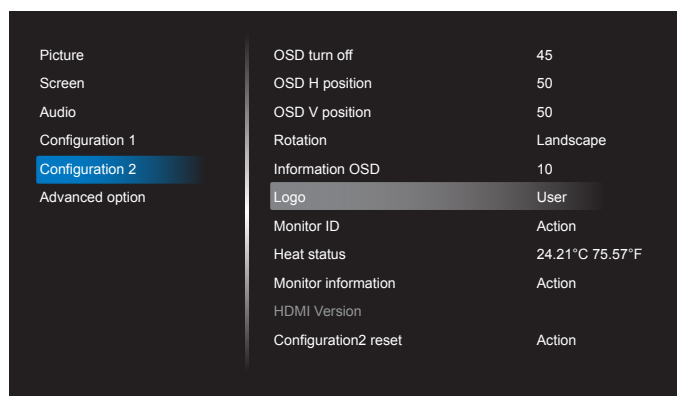 Picture
Screen
Audio
Configuration 1
Configuration 2
Advanced option
OSD turn off 45
OSD H position 50
OSD V position 50
Rotation Landscape
Information OSD 10
Logo User
Monitor ID Action
Heat status 24.21°C 75.57°F
Monitor information Action
HDMI Version
Configuration2 reset Action